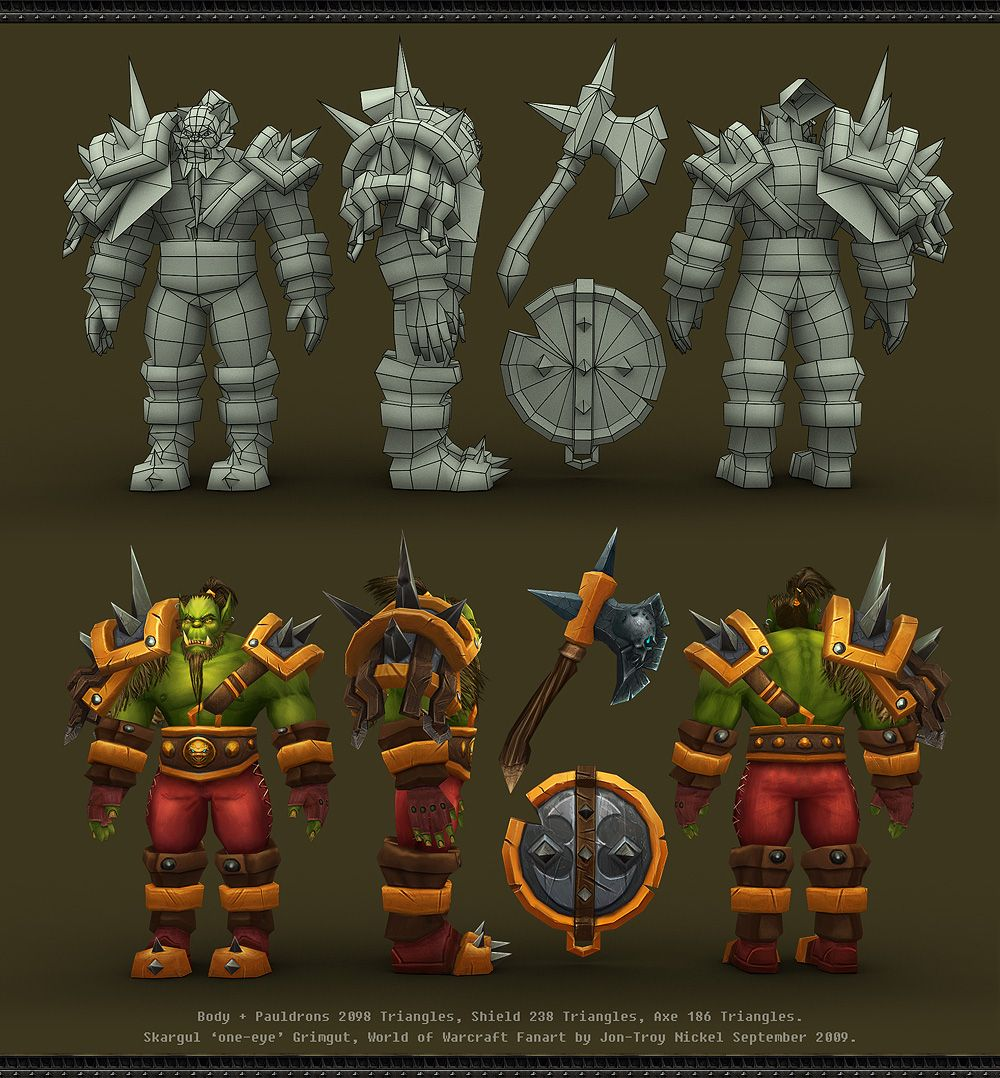 Body + Pauldrons 2098 Triangles, Shield 238 Triangles, Axe 186 Triangles.
Skargul ‘one-eye’ Grimgut, World of Warcraft Fanart by Jon-Troy Nickel September 2009.